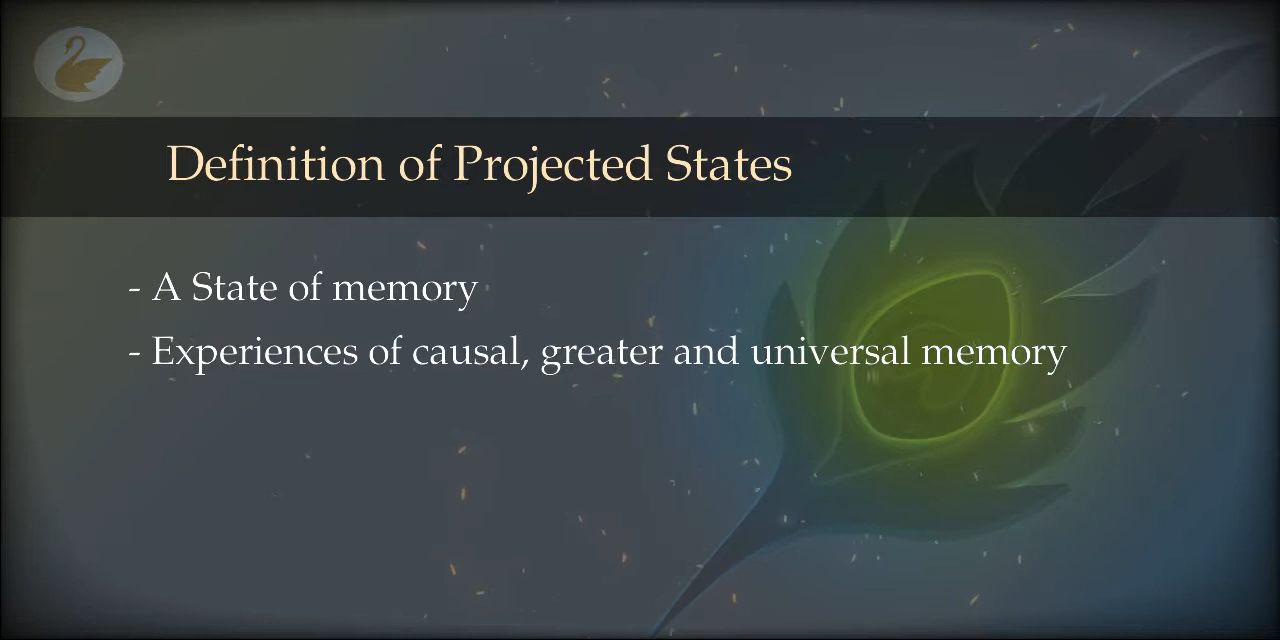 Definition of Projected States
- A State of memory
- Experiences of causal, greater and universal memory